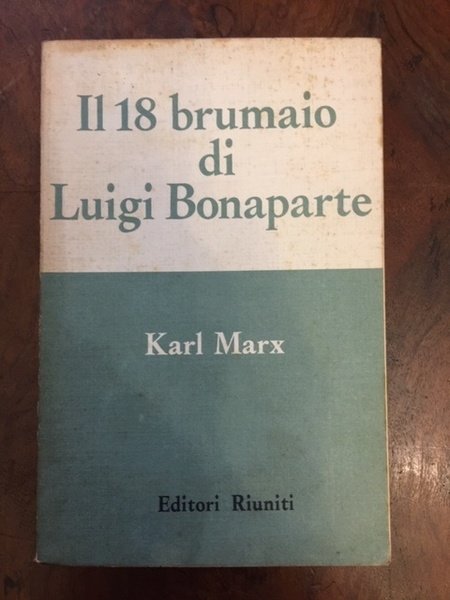 Il 18 brumaio
di
Luigi Bonaparte
Karl Marx
Editori Riuniti